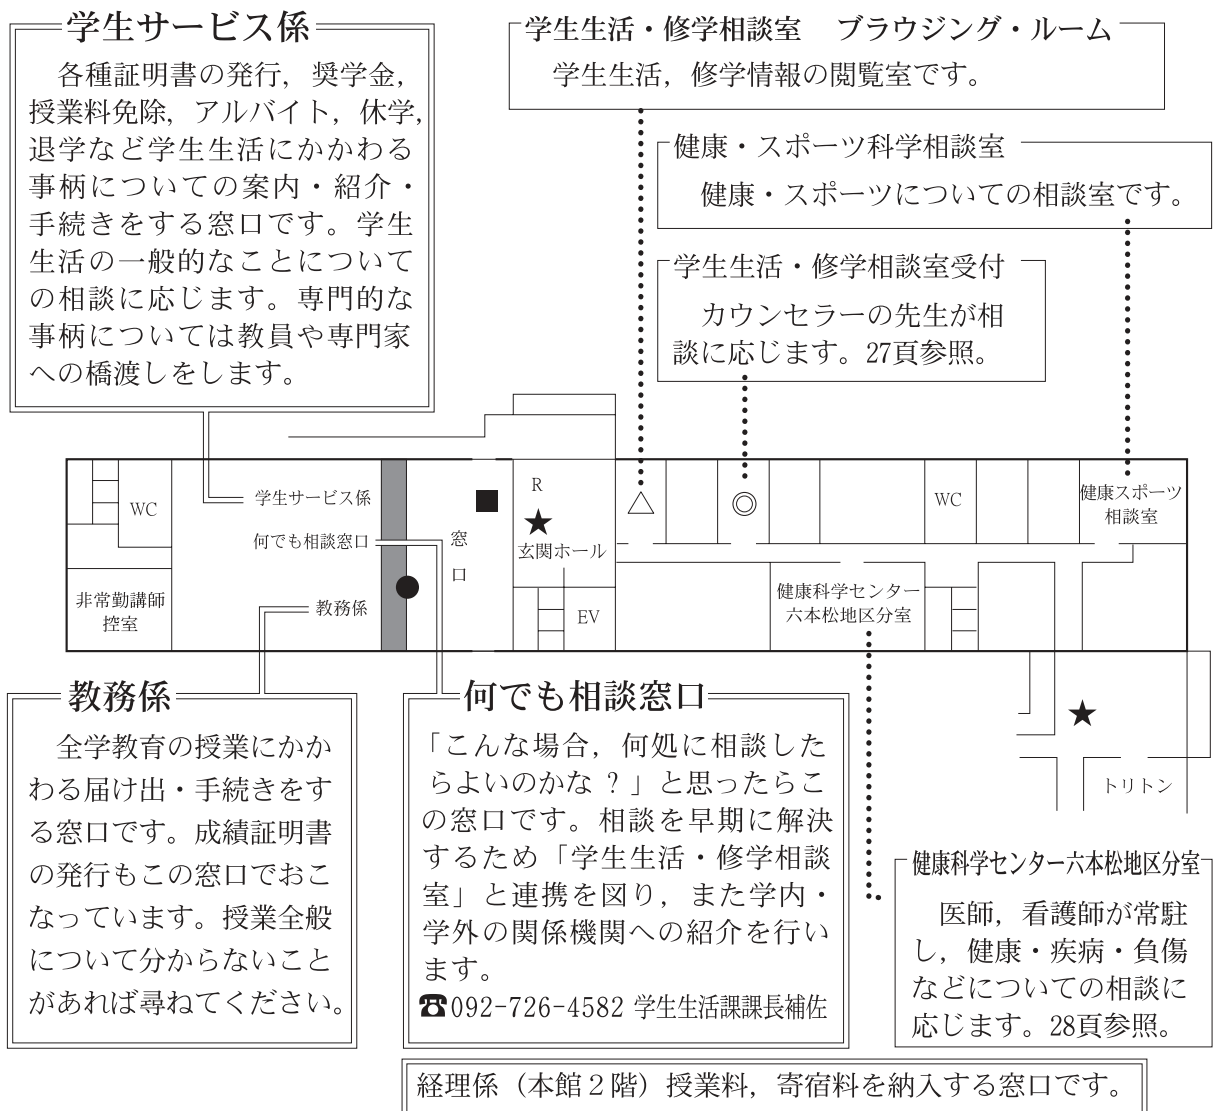 学生サービス係
各種証明書の発行，奨学金，
授業料免除，アルバイト，休学，
退学など学生生活にかかわる
事柄についての案内・紹介・
手続きをする窓口です。学生
生活の一般的なことについて
の相談に応じます。専門的な
事柄については教員や専門家
への橋渡しをします。
学生生活・修学相談室　ブラウジング・ルーム
学生生活，修学情報の閲覧室です。
健康・スポーツ科学相談室
健康・スポーツについての相談室です。
学生生活・修学相談室受付
カウンセラーの先生が相
談に応じます。27頁参照。
WC
学生サービス係
何でも相談窓口
教務係
非常勤講師
控室
窓
口
R
玄関ホール
EV
WC
健康スポーツ
相談室
健康科学センター
六本松地区分室
トリトン
教務係
全学教育の授業にかか
わる届け出・手続きをす
る窓口です。成績証明書
の発行もこの窓口でおこ
なっています。授業全般
について分からないこと
があれば尋ねてください。
何でも相談窓口
「こんな場合，何処に相談した
らよいのかな？」と思ったらこ
の窓口です。相談を早期に解決
するため「学生生活・修学相談
室」と連携を図り，また学内・
学外の関係機関への紹介を行い
ます。
☎092-726-4582 学生生活課課長補佐
健康科学センター六本松地区分室
医師，看護師が常駐
し，健康・疾病・負傷
などについての相談に
応じます。28頁参照。
経理係（本館２階）授業料，寄宿料を納入する窓口です。